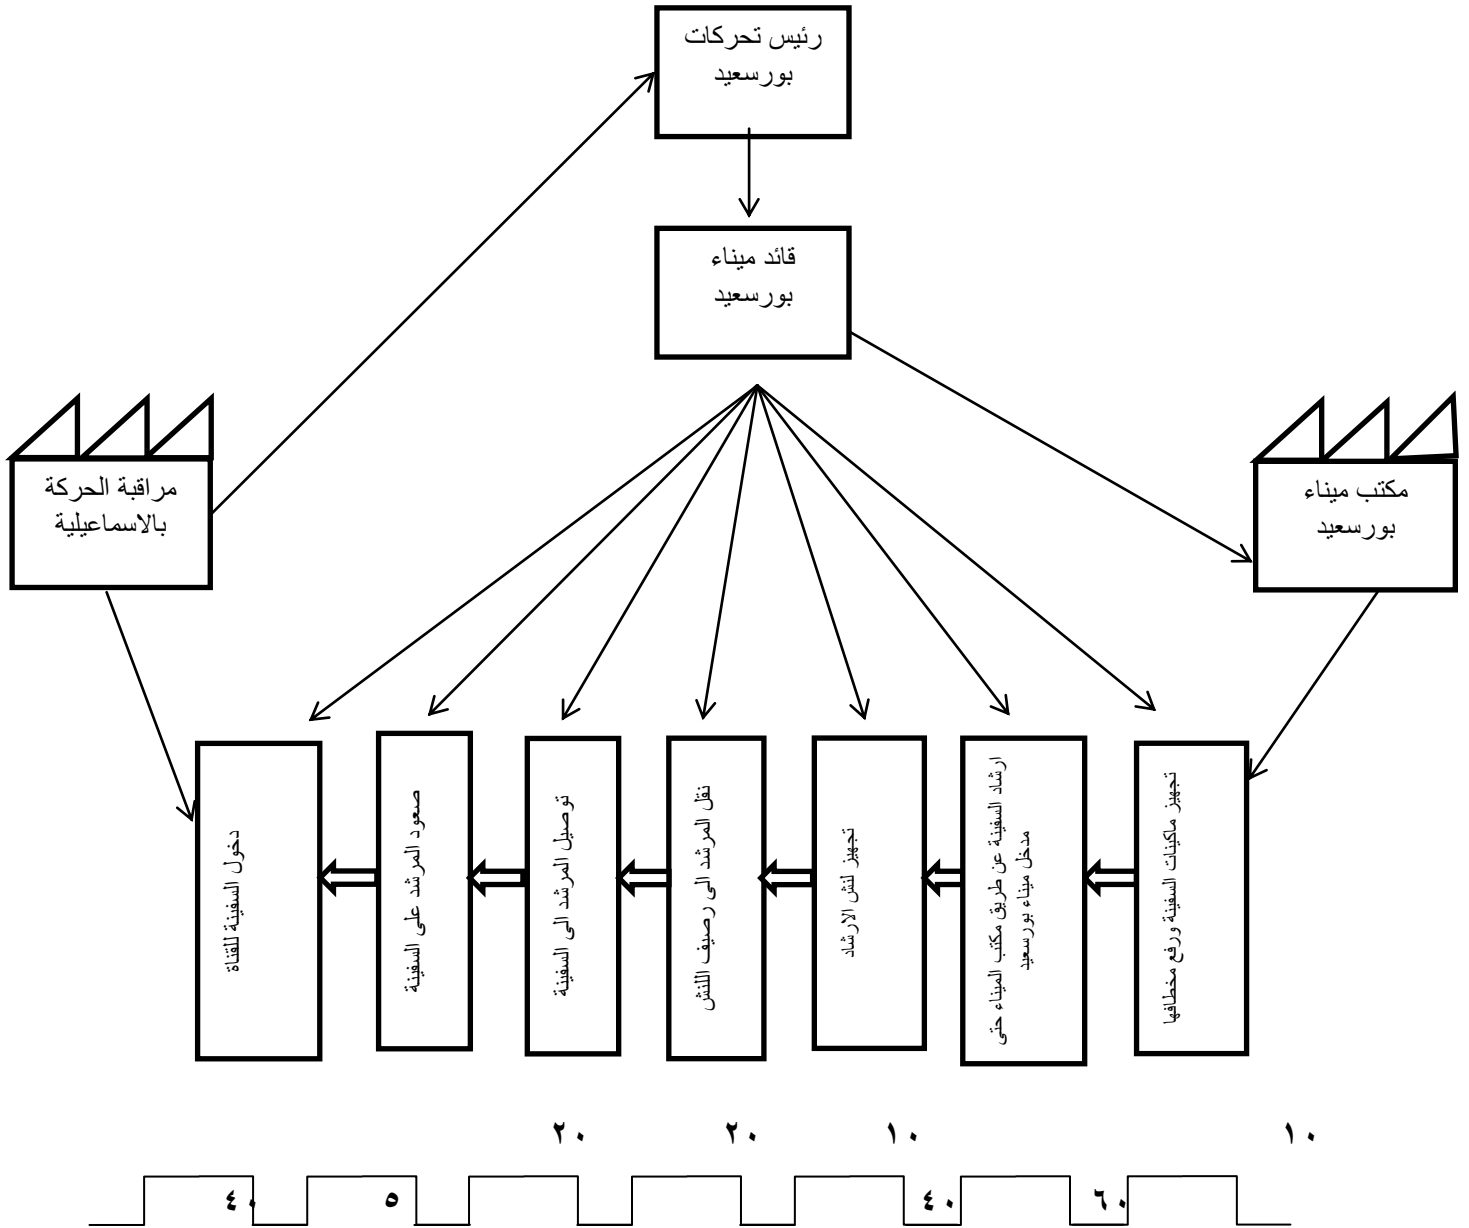 رئيس تحركات
بورسعيد
قائد ميناء
بورسعيد
مراقبة الحركة
بالاسماعيلية
مكتب ميناء
بورسعيد
تجهيز ماكينات السفينة ورفع مخطافها
ارشاد السفينة عن طريق مكتب الميناء حتى
مدخل ميناء بورسعيد
تجهيز لنش الارشاد
نقل المرشد الى رصيف اللنش
توصيل المرشد الى السفينة
صعود المرشد على السفينة
دخول السفينة للقناة
١٠
١٠
٢٠
٢٠
٦٠
٤٠
٥
٤٠